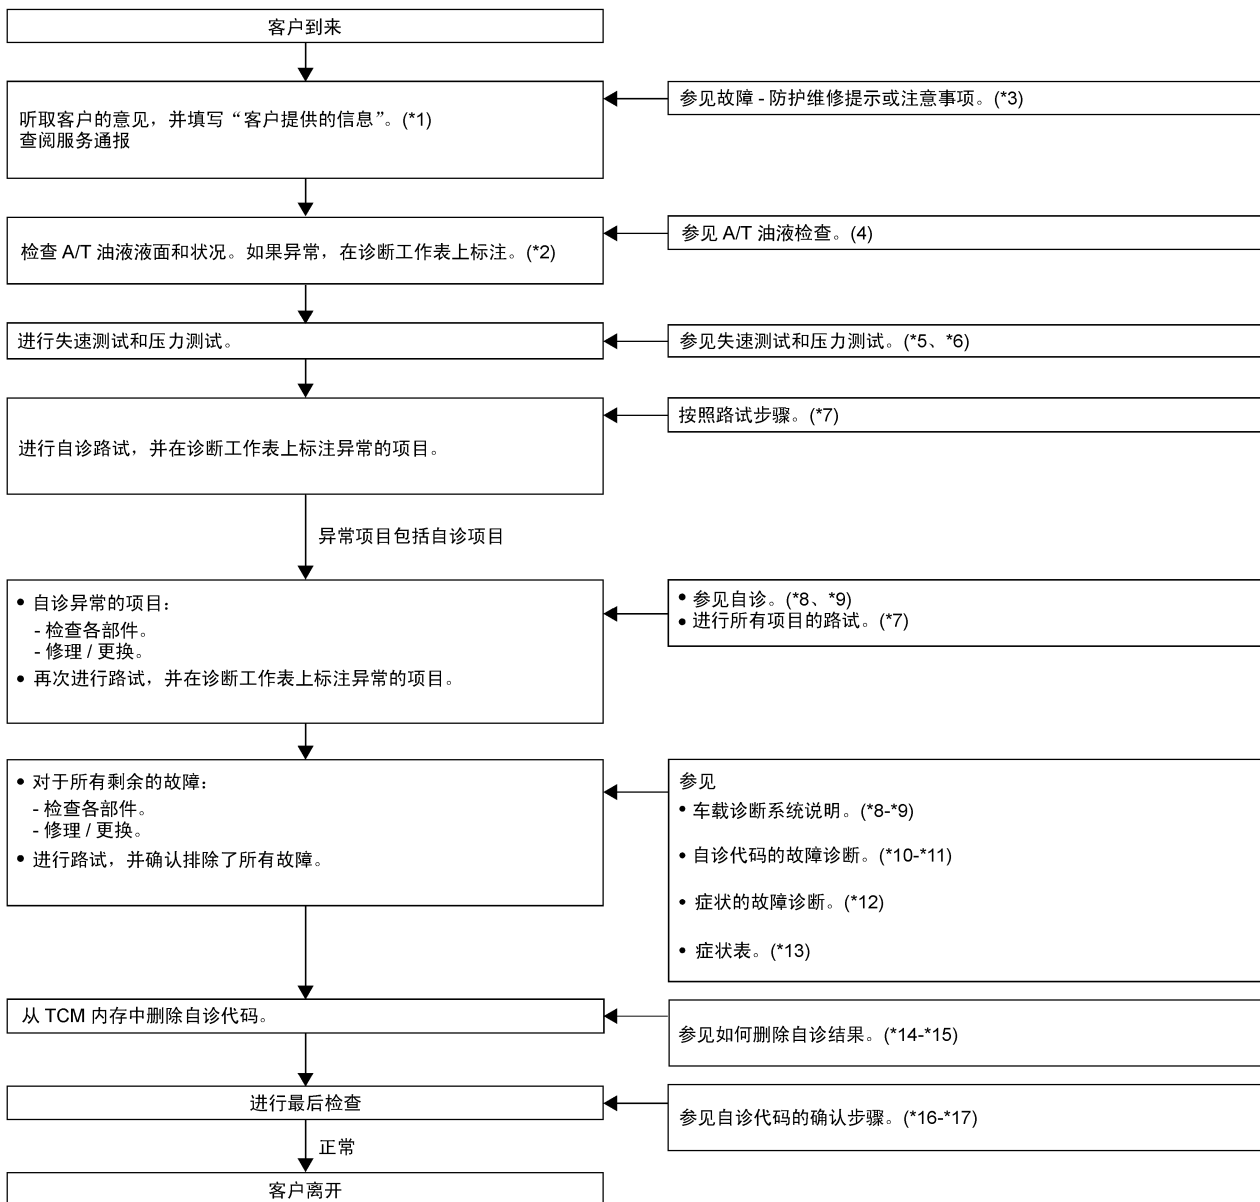 客户到来
听取客户的意见，并填写“客户提供的信息”。(*1)
查阅服务通报
参见故障 - 防护维修提示或注意事项。(*3)
检查 A/T 油液液面和状况。如果异常，在诊断工作表上标注。(*2)
参见 A/T 油液检查。(4)
进行失速测试和压力测试。
参见失速测试和压力测试。(*5、*6)
进行自诊路试，并在诊断工作表上标注异常的项目。
按照路试步骤。(*7)
异常项目包括自诊项目
• 自诊异常的项目：
- 检查各部件。
- 修理 / 更换。
• 再次进行路试，并在诊断工作表上标注异常的项目。
• 参见自诊。(*8、*9)
• 进行所有项目的路试。(*7)
• 对于所有剩余的故障：
- 检查各部件。
- 修理 / 更换。
• 进行路试，并确认排除了所有故障。
参见
• 车载诊断系统说明。(*8-*9)
• 自诊代码的故障诊断。(*10-*11)
• 症状的故障诊断。(*12)
• 症状表。(*13)
从 TCM 内存中删除自诊代码。
参见如何删除自诊结果。(*14-*15)
进行最后检查
参见自诊代码的确认步骤。(*16-*17)
正常
客户离开